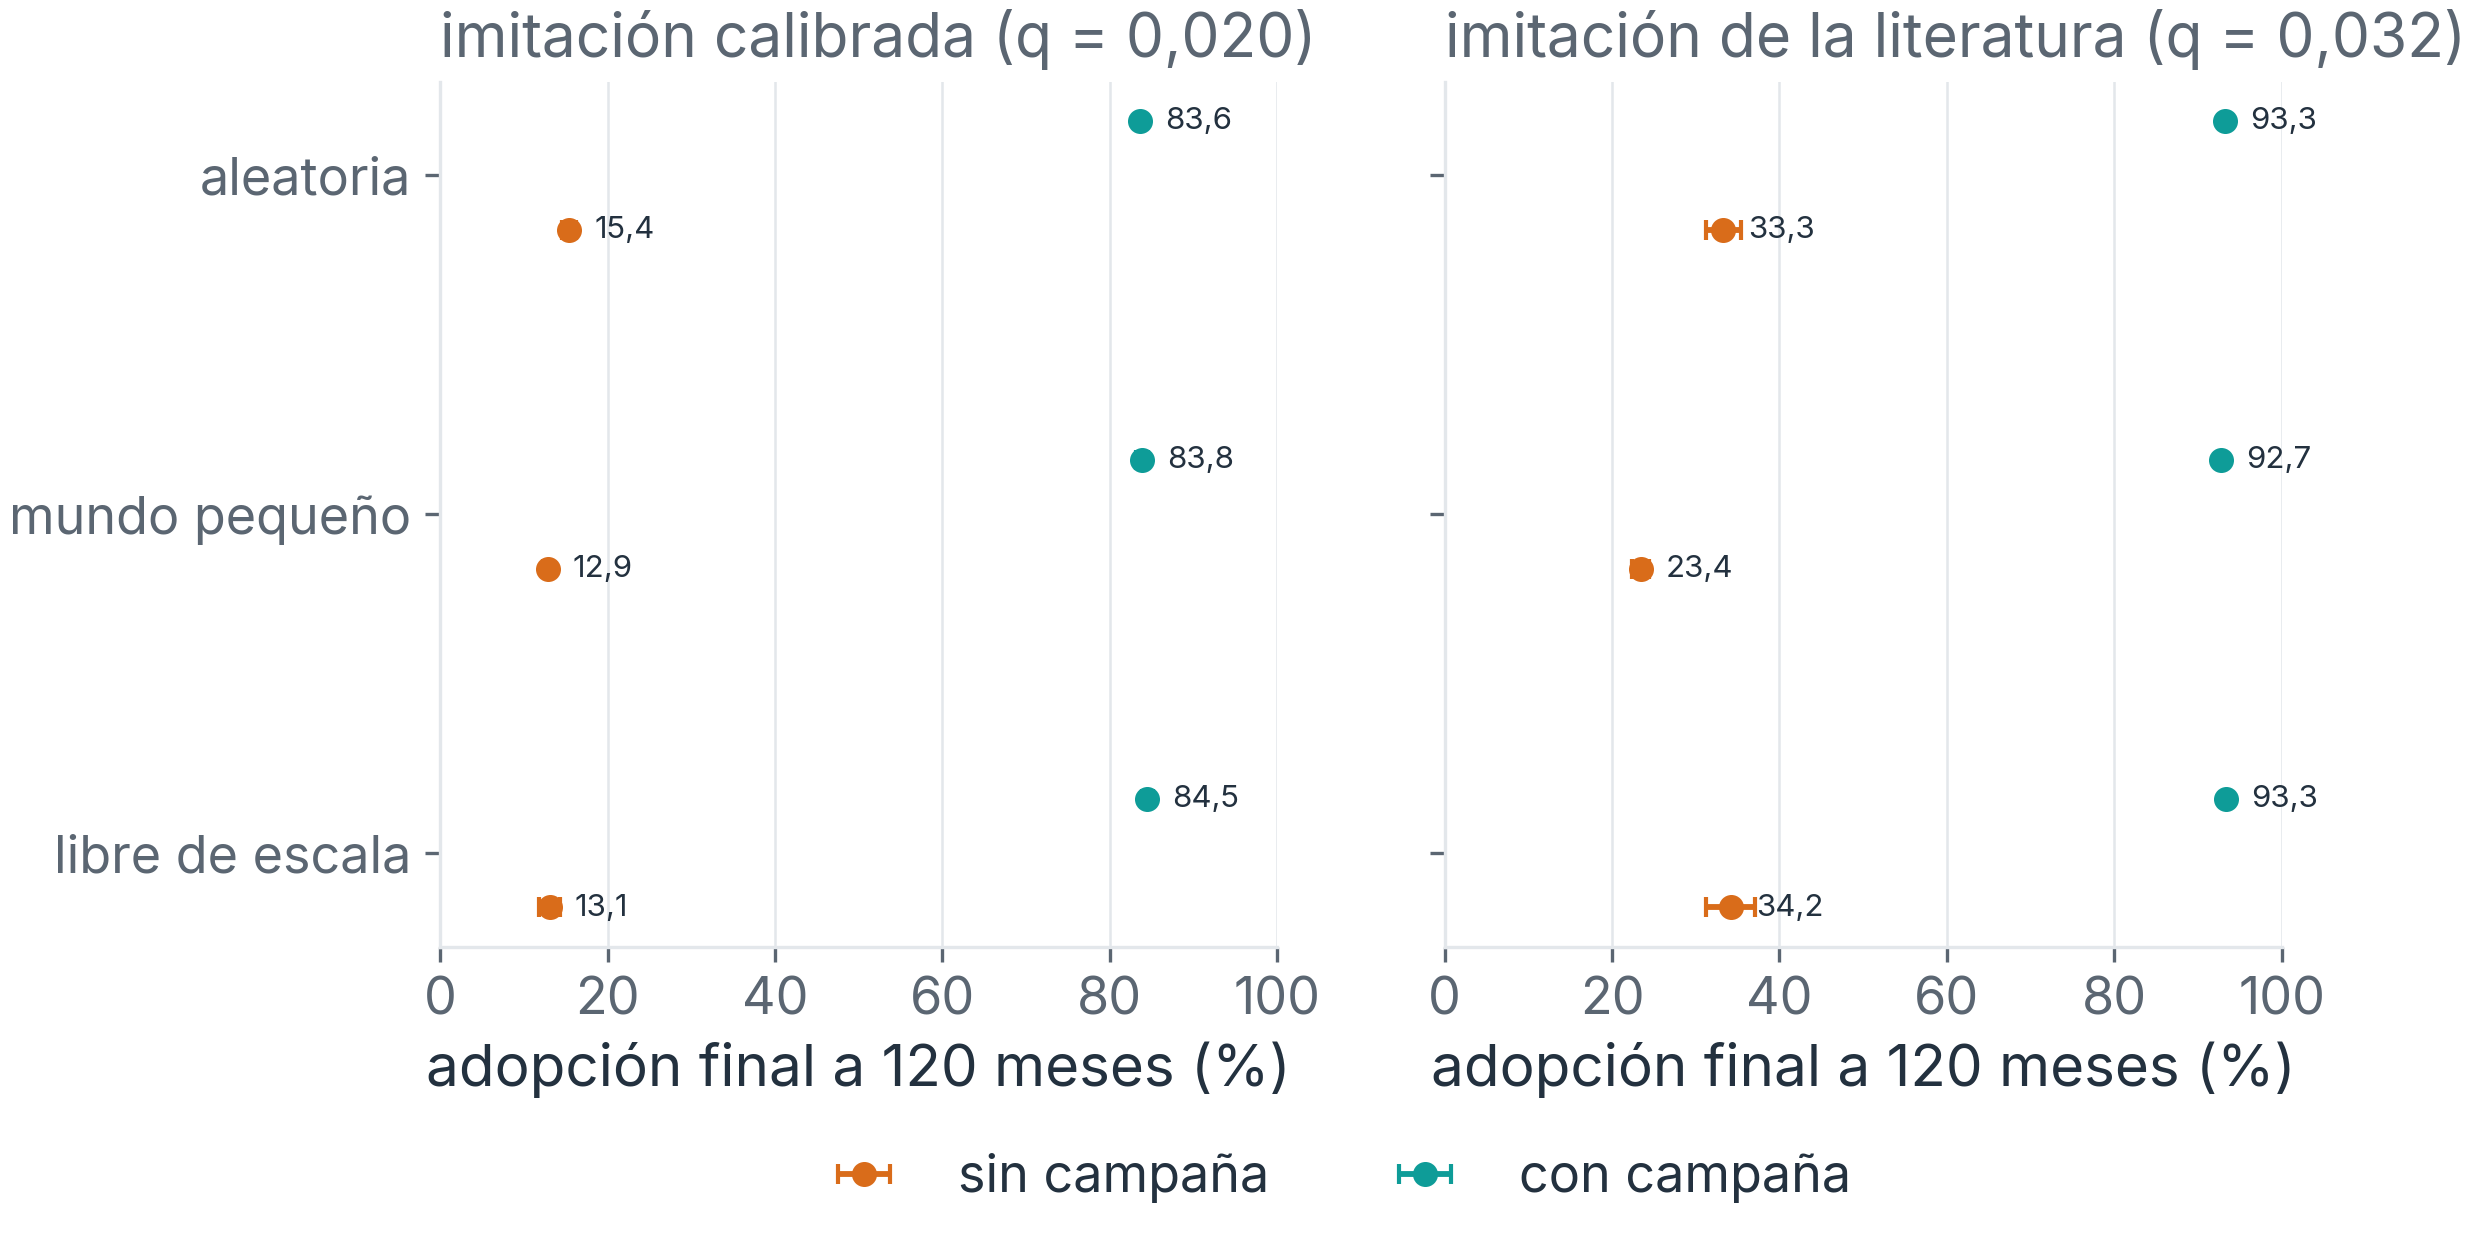 imitación calibrada (q = 0,020)
imitación de la literatura (q = 0,032)
aleatoria
mundo pequeño
libre de escala
83,6
15,4
83,8
12,9
84,5
13,1
93,3
33,3
92,7
23,4
93,3
34,2
0 20 40 60 80 100
0 20 40 60 80 100
adopción final a 120 meses (%)
adopción final a 120 meses (%)
sin campaña
con campaña